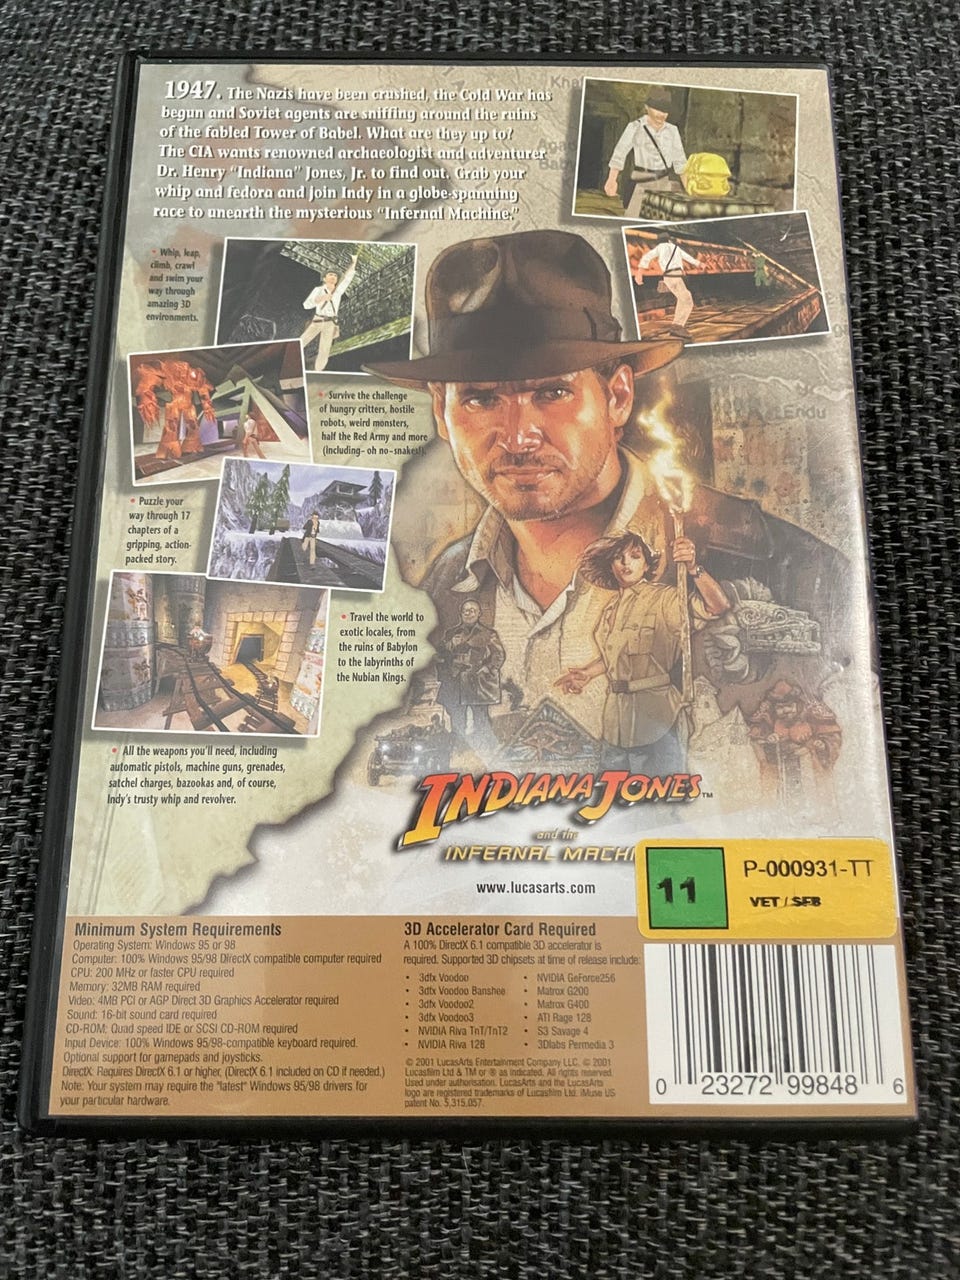 1947. The Nazis have been crushed, the Cold War has
begun and Soviet agents are sniffing around the ruins
of the fabled Tower of Babel. What are they up to?
The CIA wants renowned archaeologist and adventurer
Dr. Henry “Indiana” Jones, Jr. to find out. Grab your
whip and fedora and join Indy in a globe-spanning
race to unearth the mysterious “Infernal Machine.”
• Whip, leap,
climb, crawl
and swim your
way through
amazing 3D
environments.
• Survive the challenge
of hungry critters, hostile
robots, weird monsters,
half the Red Army and more
(including– oh no–snakes!).
• Puzzle your
way through 17
chapters of a
gripping, action-
packed story.
• Travel the world to
exotic locales, from
the ruins of Babylon
to the labyrinths of
the Nubian Kings.
• All the weapons you'll need, including
automatic pistols, machine guns, grenades,
satchel charges, bazookas and, of course,
Indy's trusty whip and revolver.
Endu
INDIANA JONES™
and the
INFERNAL MACHI
www.lucasarts.com
11
P-000931-TT
VET / SFB
Minimum System Requirements
Operating System: Windows 95 or 98
Computer: 100% Windows 95/98 DirectX compatible computer required
CPU: 200 MHz or faster CPU required
Memory: 32MB RAM required
Video: 4MB PCI or AGP Direct 3D Graphics Accelerator required
Sound: 16-bit sound card required
CD-ROM: Quad speed IDE or SCSI CD-ROM required
Input Device: 100% Windows 95/98-compatible keyboard required.
Optional support for gamepads and joysticks.
DirectX: Requires DirectX 6.1 or higher, (DirectX 6.1 included on CD if needed.)
Note: Your system may require the "latest" Windows 95/98 drivers for
your particular hardware.
3D Accelerator Card Required
A 100% DirectX 6.1 compatible 3D accelerator is
required. Supported 3D chipsets at time of release include:
• 3dfx Voodoo
• 3dfx Voodoo Banshee
• 3dfx Voodoo2
• 3dfx Voodoo3
• NVIDIA Riva TnT/TnT2
• NVIDIA Riva 128
• NVIDIA GeForce256
• Matrox G200
• Matrox G400
• ATI Rage 128
• S3 Savage 4
• 3Dlabs Permedia 3
© 2001 LucasArts Entertainment Company LLC. © 2001
Lucasfilm Ltd & TM or ® as indicated. All rights reserved.
Used under authorisation. LucasArts and the LucasArts
logo are registered trademarks of Lucasfilm Ltd. iMuse US
patent No. 5,315,057.
0 23272 99848 6